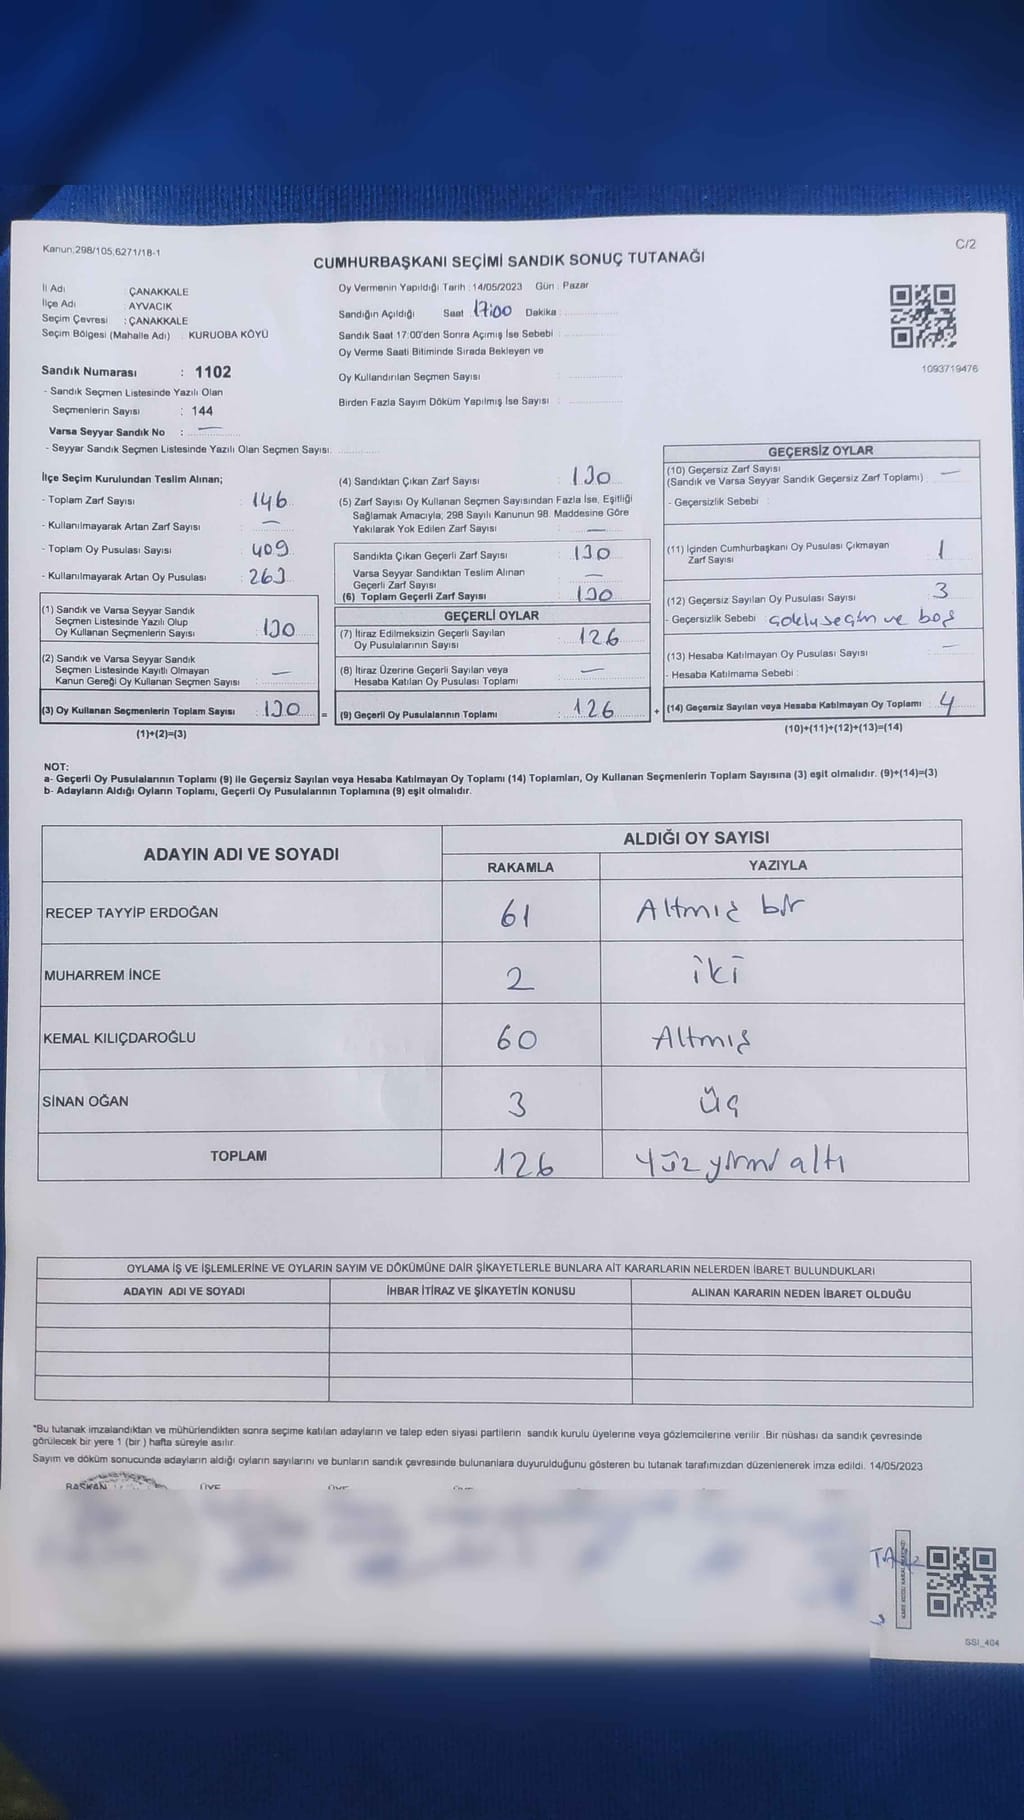 Kanun:298/105,6271/18-1
C/2
CUMHURBAŞKANI SEÇİMİ SANDIK SONUÇ TUTANAĞI
İl Adı : ÇANAKKALE
İlçe Adı : AYVACIK
Seçim Çevresi : ÇANAKKALE
Seçim Bölgesi (Mahalle Adı) : KURUOBA KÖYÜ
Oy Vermenin Yapıldığı Tarih : 14/05/2023 Gün : Pazar
Sandığın Açıldığı Saat : 17:00 Dakika :
Sandık Saat 17:00'den Sonra Açımış İse Sebebi :
Oy Verme Saati Bitiminde Sırada Bekleyen ve
Oy Kullandırılan Seçmen Sayısı :
Birden Fazla Sayım Döküm Yapılmış İse Sayısı :
1093719476
Sandık Numarası : 1102
- Sandık Seçmen Listesinde Yazılı Olan
Seçmenlerin Sayısı : 144
Varsa Seyyar Sandık No : —
- Seyyar Sandık Seçmen Listesinde Yazılı Olan Seçmen Sayısı:
İlçe Seçim Kurulundan Teslim Alınan;
- Toplam Zarf Sayısı : 146
- Kullanılmayarak Artan Zarf Sayısı : —
- Toplam Oy Pusulası Sayısı : 409
- Kullanılmayarak Artan Oy Pusulası : 263
(1) Sandık ve Varsa Seyyar Sandık
Seçmen Listesinde Yazılı Olup
Oy Kullanan Seçmenlerin Sayısı : 130
(2) Sandık ve Varsa Seyyar Sandık
Seçmen Listesinde Kayıtlı Olmayan
Kanun Gereği Oy Kullanan Seçmen Sayısı : —
(3) Oy Kullanan Seçmenlerin Toplam Sayısı : 130 =
(1)+(2)=(3)
(4) Sandıktan Çıkan Zarf Sayısı : 130
(5) Zarf Sayısı Oy Kullanan Seçmen Sayısından Fazla İse, Eşitliği
Sağlamak Amacıyla; 298 Sayılı Kanunun 98. Maddesine Göre
Yakılarak Yok Edilen Zarf Sayısı : —
Sandıkta Çıkan Geçerli Zarf Sayısı : 130
Varsa Seyyar Sandıktan Teslim Alınan
Geçerli Zarf Sayısı : —
(6) Toplam Geçerli Zarf Sayısı : 130
GEÇERLİ OYLAR
(7) İtiraz Edilmeksizin Geçerli Sayılan
Oy Pusulalarının Sayısı : 126
(8) İtiraz Üzerine Geçerli Sayılan veya
Hesaba Katılan Oy Pusulası Toplamı : —
(9) Geçerli Oy Pusulalarının Toplamı : 126 +
GEÇERSİZ OYLAR
(10) Geçersiz Zarf Sayısı
(Sandık ve Varsa Seyyar Sandık Geçersiz Zarf Toplamı) : —
- Geçersizlik Sebebi :
(11) İçinden Cumhurbaşkanı Oy Pusulası Çıkmayan
Zarf Sayısı : 1
(12) Geçersiz Sayılan Oy Pusulası Sayısı : 3
- Geçersizlik Sebebi : çoklu seçim ve boş
(13) Hesaba Katılmayan Oy Pusulası Sayısı : —
- Hesaba Katılmama Sebebi :
(14) Geçersiz Sayılan veya Hesaba Katılmayan Oy Toplamı : 4
(10)+(11)+(12)+(13)=(14)
NOT:
a- Geçerli Oy Pusulalarının Toplamı (9) ile Geçersiz Sayılan veya Hesaba Katılmayan Oy Toplamı (14) Toplamları, Oy Kullanan Seçmenlerin Toplam Sayısına (3) eşit olmalıdır. (9)+(14)=(3)
b- Adayların Aldığı Oyların Toplamı, Geçerli Oy Pusulalarının Toplamına (9) eşit olmalıdır.
ADAYIN ADI VE SOYADI
ALDIĞI OY SAYISI
RAKAMLA YAZIYLA
RECEP TAYYİP ERDOĞAN 61 Altmış bir
MUHARREM İNCE 2 iki
KEMAL KILIÇDAROĞLU 60 Altmış
SİNAN OĞAN 3 üç
TOPLAM 126 Yüz yirmi altı
OYLAMA İŞ VE İŞLEMLERİNE VE OYLARIN SAYIM VE DÖKÜMÜNE DAİR ŞİKAYETLERLE BUNLARA AİT KARARLARIN NELERDEN İBARET BULUNDUKLARI
ADAYIN ADI VE SOYADI İHBAR İTİRAZ VE ŞİKAYETİN KONUSU ALINAN KARARIN NEDEN İBARET OLDUĞU
*Bu tutanak imzalandıktan ve mühürlendikten sonra seçime katılan adayların ve talep eden siyasi partilerin sandık kurulu üyelerine veya gözlemcilerine verilir. Bir nüshası da sandık çevresinde
görülecek bir yere 1 (bir ) hafta süreyle asılır.
Sayım ve döküm sonucunda adayların aldığı oyların sayılarını ve bunların sandık çevresinde bulunanlara duyurulduğunu gösteren bu tutanak tarafımızdan düzenlenerek imza edildi. 14/05/2023
BAŞKAN ÜYE
SSI_404